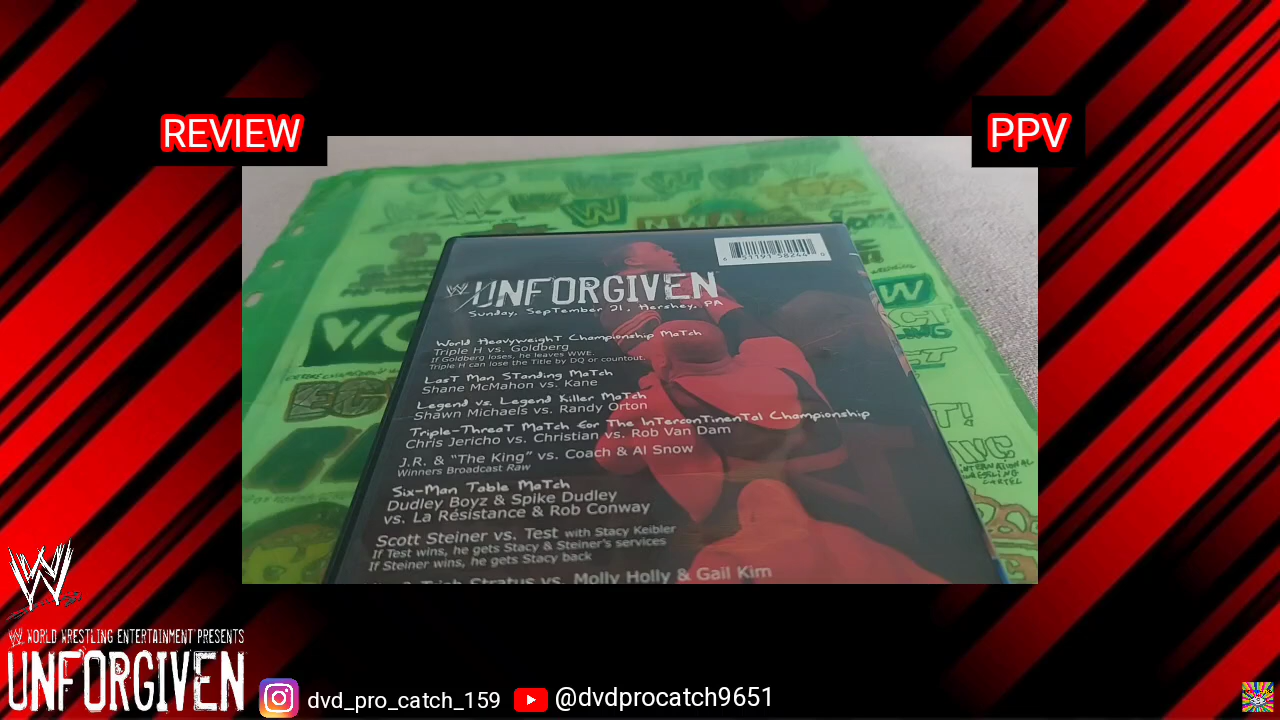 REVIEW
PPV
UNFORGIVEN
Sunday, September 21, Hershey, PA
World Heavyweight Championship Match
Triple H vs. Goldberg
If Goldberg loses, he leaves WWE.
Triple H can lose the Title by DQ or countout.
Last Man Standing Match
Shane McMahon vs. Kane
Legend vs. Legend Killer Match
Shawn Michaels vs. Randy Orton
Triple-Threat Match for The Intercontinental Championship
Chris Jericho vs. Christian vs. Rob Van Dam
J.R. & "The King" vs. Coach & Al Snow
Winners Broadcast Raw
Six-Man Table Match
Dudley Boyz & Spike Dudley
vs. La Résistance & Rob Conway
Scott Steiner vs. Test with Stacy Keibler
If Test wins, he gets Stacy & Steiner's services
If Steiner wins, he gets Stacy back
Trish Stratus vs. Molly Holly & Gail Kim
NWA
WORLD WRESTLING ENTERTAINMENT PRESENTS
UNFORGIVEN
dvd_pro_catch_159
@dvdprocatch9651